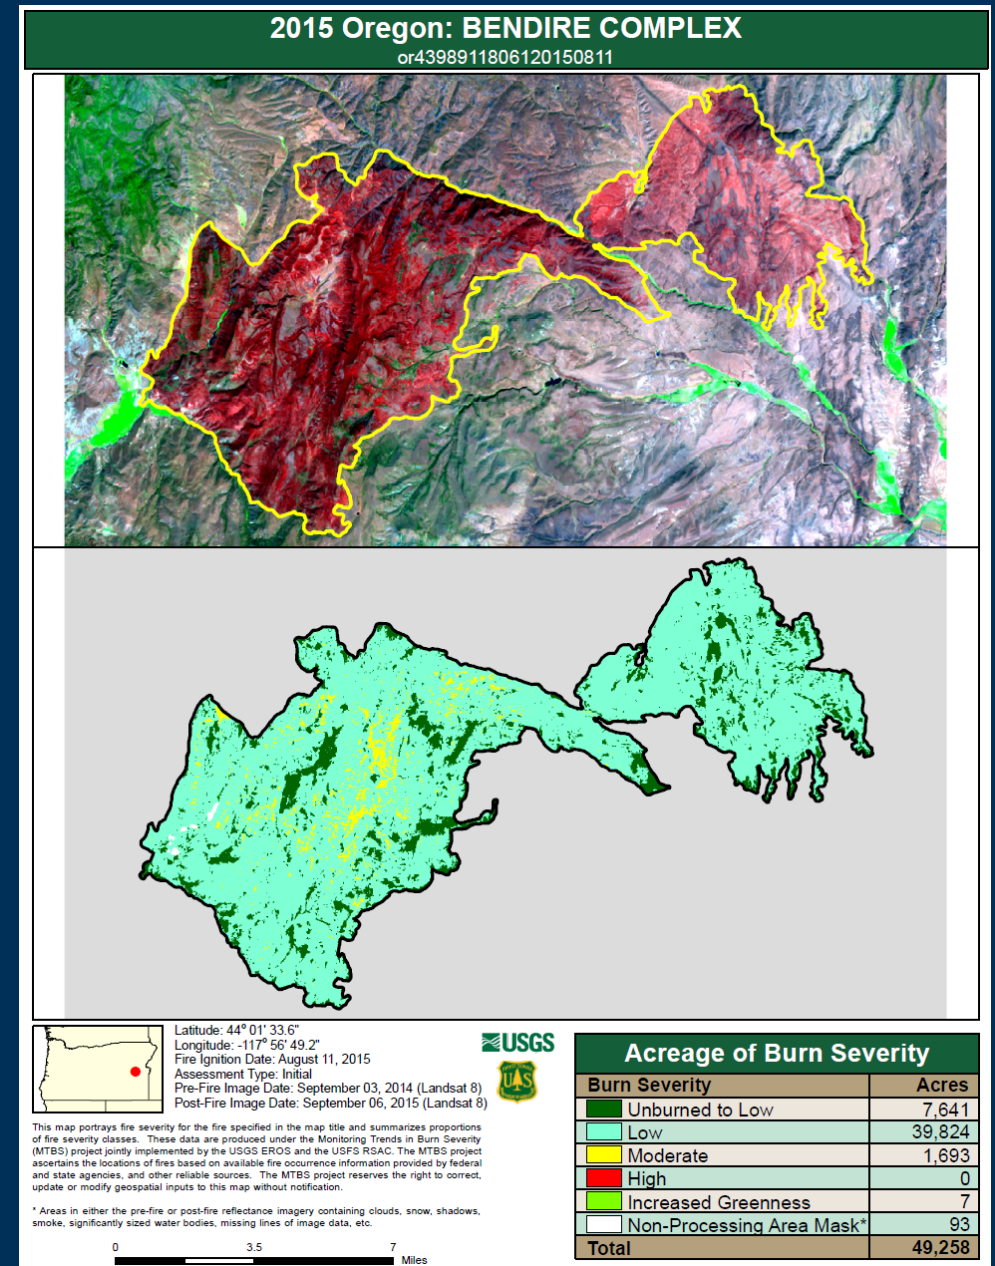 2015 Oregon: BENDIRE COMPLEX
or4398911806120150811
Latitude: 44° 01' 33.6"
Longitude: -117° 56' 49.2"
Fire Ignition Date: August 11, 2015
Assessment Type: Initial
Pre-Fire Image Date: September 03, 2014 (Landsat 8)
Post-Fire Image Date: September 06, 2015 (Landsat 8)
USGS
U S
This map portrays fire severity for the fire specified in the map title and summarizes proportions
of fire severity classes. These data are produced under the Monitoring Trends in Burn Severity
(MTBS) project jointly implemented by the USGS EROS and the USFS RSAC. The MTBS project
ascertains the locations of fires based on available fire occurrence information provided by federal
and state agencies, and other reliable sources. The MTBS project reserves the right to correct,
update or modify geospatial inputs to this map without notification.
* Areas in either the pre-fire or post-fire reflectance imagery containing clouds, snow, shadows,
smoke, significantly sized water bodies, missing lines of image data, etc.
0 3.5 7
Miles
Acreage of Burn Severity
Burn Severity Acres
Unburned to Low 7,641
Low 39,824
Moderate 1,693
High 0
Increased Greenness 7
Non-Processing Area Mask* 93
Total 49,258